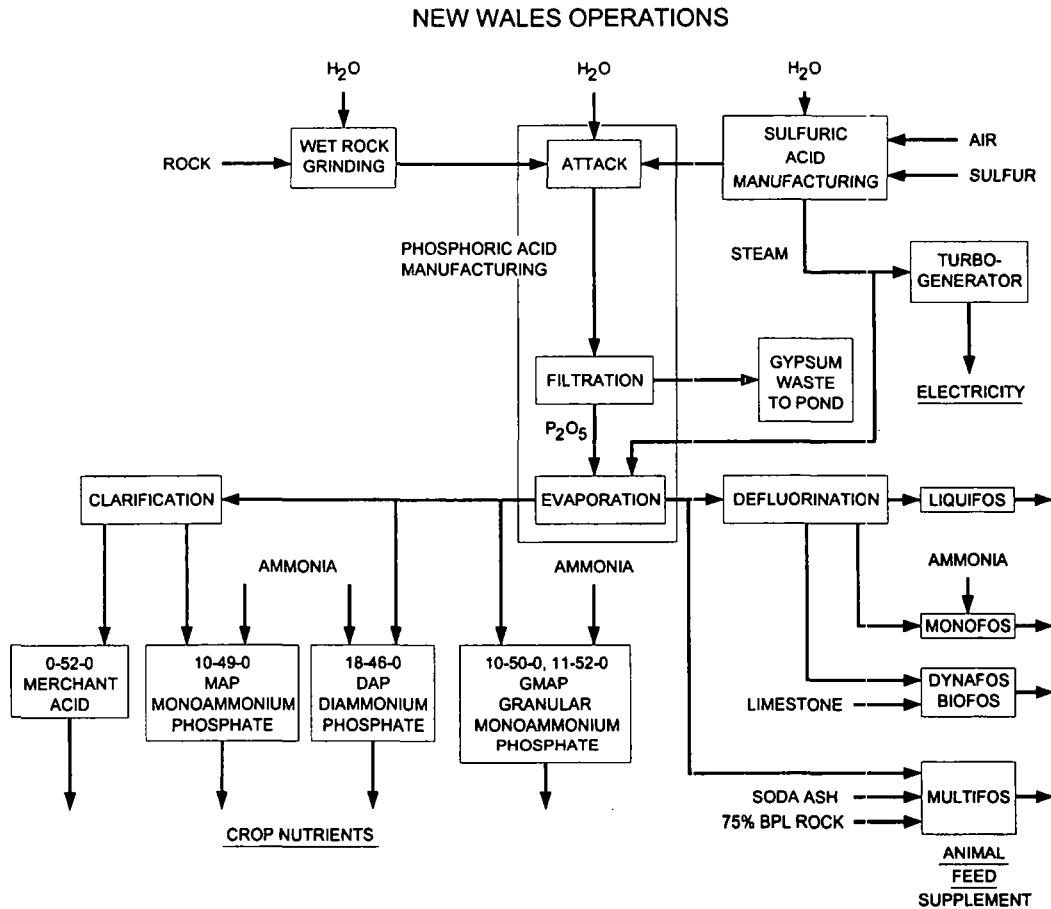 NEW WALES OPERATIONS
H₂O
H₂O
H₂O
ROCK
WET ROCK
GRINDING
ATTACK
SULFURIC
ACID
MANUFACTURING
AIR
SULFUR
PHOSPHORIC ACID
MANUFACTURING
STEAM
TURBO-
GENERATOR
FILTRATION
GYPSUM
WASTE
TO POND
ELECTRICITY
P₂O₅
CLARIFICATION
EVAPORATION
DEFLUORINATION
LIQUIFOS
AMMONIA
AMMONIA
AMMONIA
MONOFOS
0-52-0
MERCHANT
ACID
10-49-0
MAP
MONOAMMONIUM
PHOSPHATE
18-46-0
DAP
DIAMMONIUM
PHOSPHATE
10-50-0, 11-52-0
GMAP
GRANULAR
MONOAMMONIUM
PHOSPHATE
LIMESTONE
DYNAFOS
BIOFOS
SODA ASH
75% BPL ROCK
MULTIFOS
CROP NUTRIENTS
ANIMAL
FEED
SUPPLEMENT